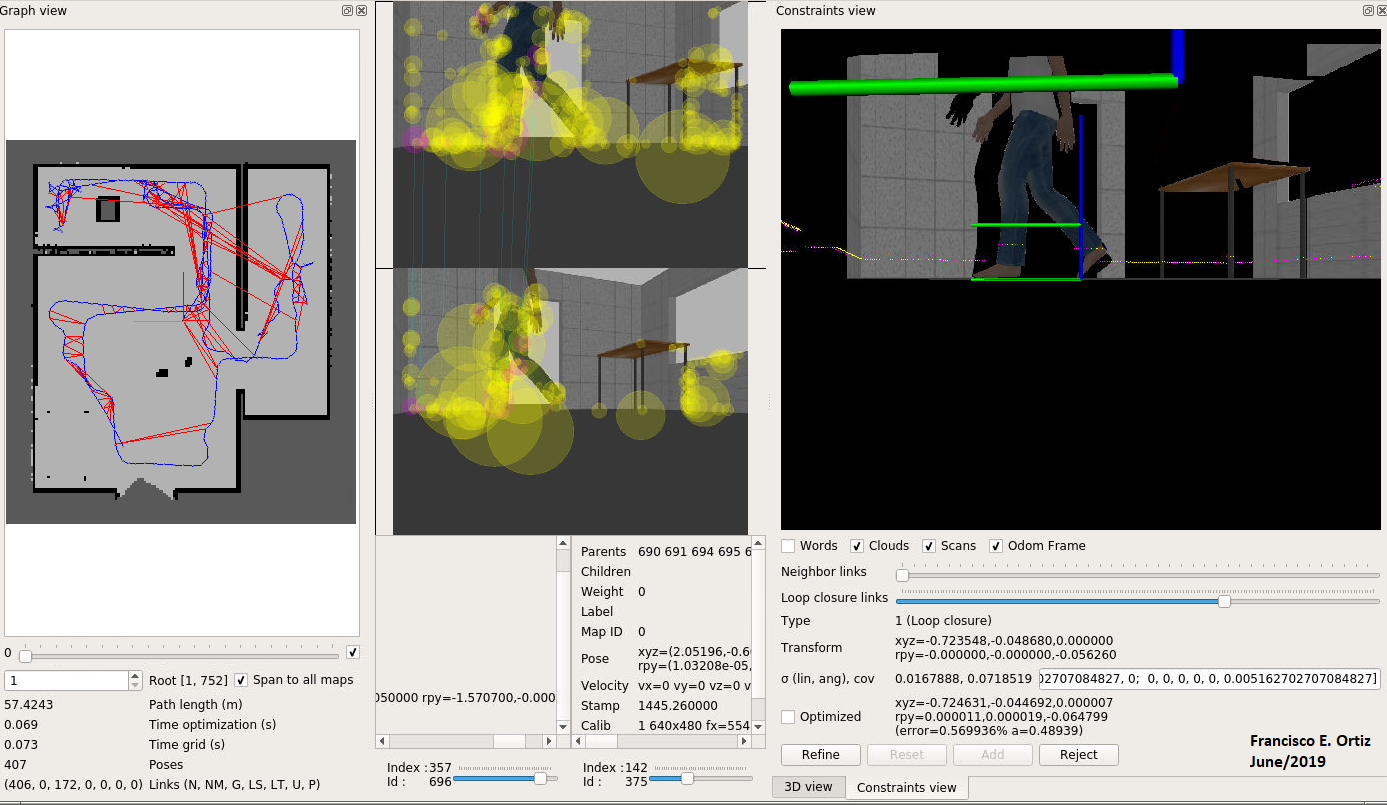 Graph view
0
1 Root [1, 752] Span to all maps
57.4243 Path length (m)
0.069 Time optimization (s)
0.073 Time grid (s)
407 Poses
(406, 0, 172, 0, 0, 0, 0) Links (N, NM, G, LS, LT, U, P)
050000 rpy=-1.570700,-0.000
Parents 690 691 694 695 6
Children
Weight 0
Label
Map ID 0
Pose xyz=(2.05196,-0.6
rpy=(1.03208e-05,
Velocity vx=0 vy=0 vz=0 v
Stamp 1445.260000
Calib 1 640x480 fx=554
Index :357
Id : 696
Index :142
Id : 375
Constraints view
Words Clouds Scans Odom Frame
Neighbor links
Loop closure links
Type 1 (Loop closure)
Transform xyz=-0.723548,-0.048680,0.000000
rpy=-0.000000,-0.000000,-0.056260
σ (lin, ang), cov 0.0167888, 0.0718519 02707084827, 0; 0, 0, 0, 0, 0, 0.005162702707084827]
Optimized xyz=-0.724631,-0.044692,0.000007
rpy=0.000011,0.000019,-0.064799
(error=0.569936% a=0.48939)
Refine Reset Add Reject
Francisco E. Ortiz
June/2019
3D view Constraints view